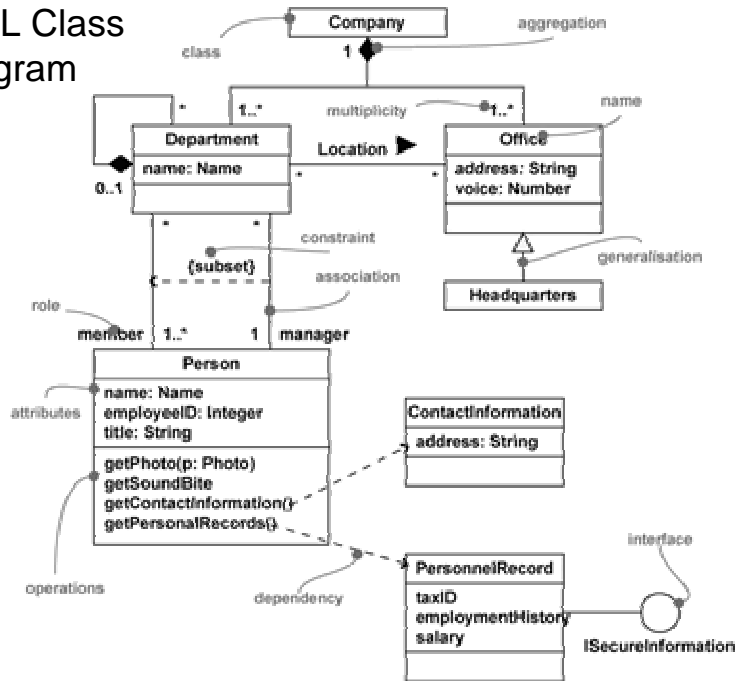 L Class
gram
Company
aggregation
class
1
*
1..*
multiplicity
1..*
name
Department
name: Name
0..1
Location
*
*
Office
address: String
voice: Number
*
*
constraint
{subset}
association
generalisation
Headquarters
role
member 1..*
1 manager
Person
attributes
name: Name
employeeID: Integer
title: String
ContactInformation
address: String
getPhoto(p: Photo)
getSoundBite
getContactInformation()
getPersonalRecords()
operations
dependency
PersonnelRecord
taxID
employmentHistory
salary
interface
ISecureInformation